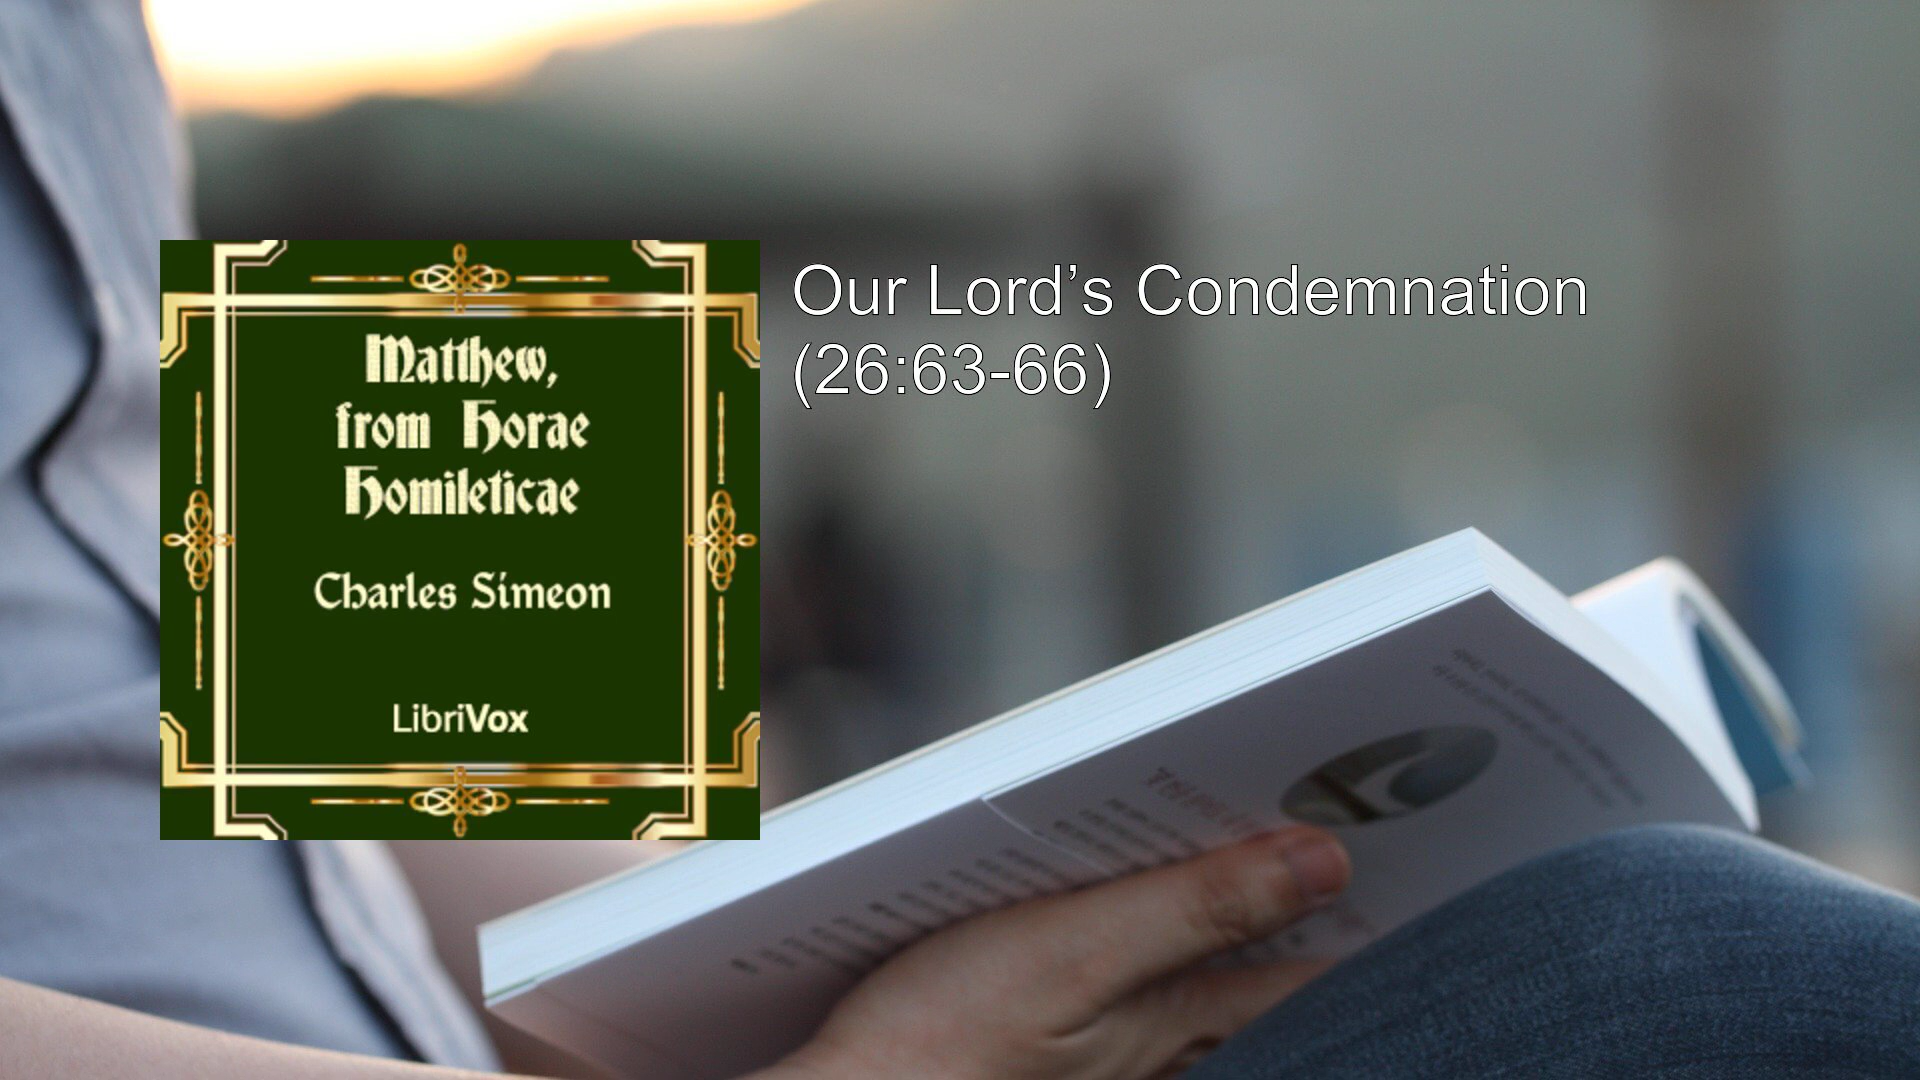 Matthew,
from Horae
Homileticae
Charles Simeon
LibriVox
Our Lord’s Condemnation
(26:63-66)